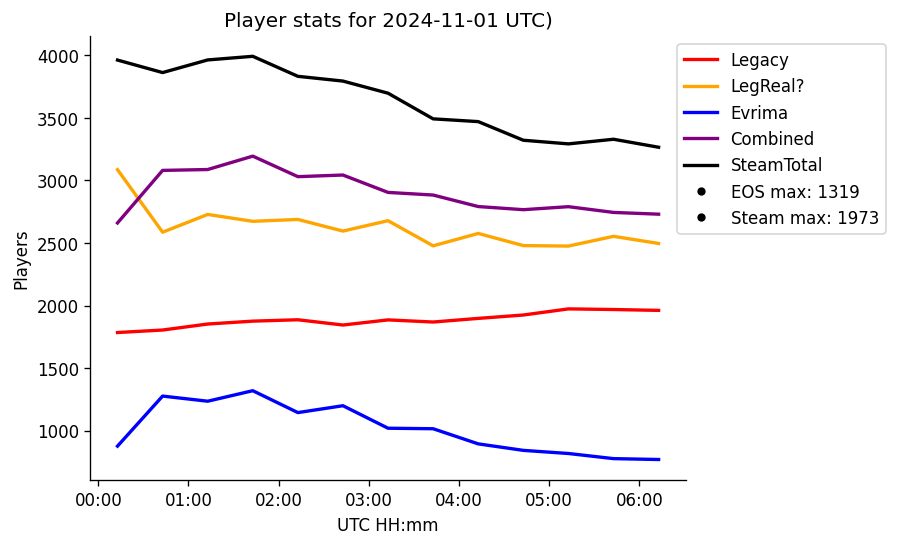 Player stats for 2024-11-01 UTC)
Legacy
LegReal?
Evrima
Combined
SteamTotal
EOS max: 1319
Steam max: 1973
Players
4000
3500
3000
2500
2000
1500
1000
00:00 01:00 02:00 03:00 04:00 05:00 06:00
UTC HH:mm